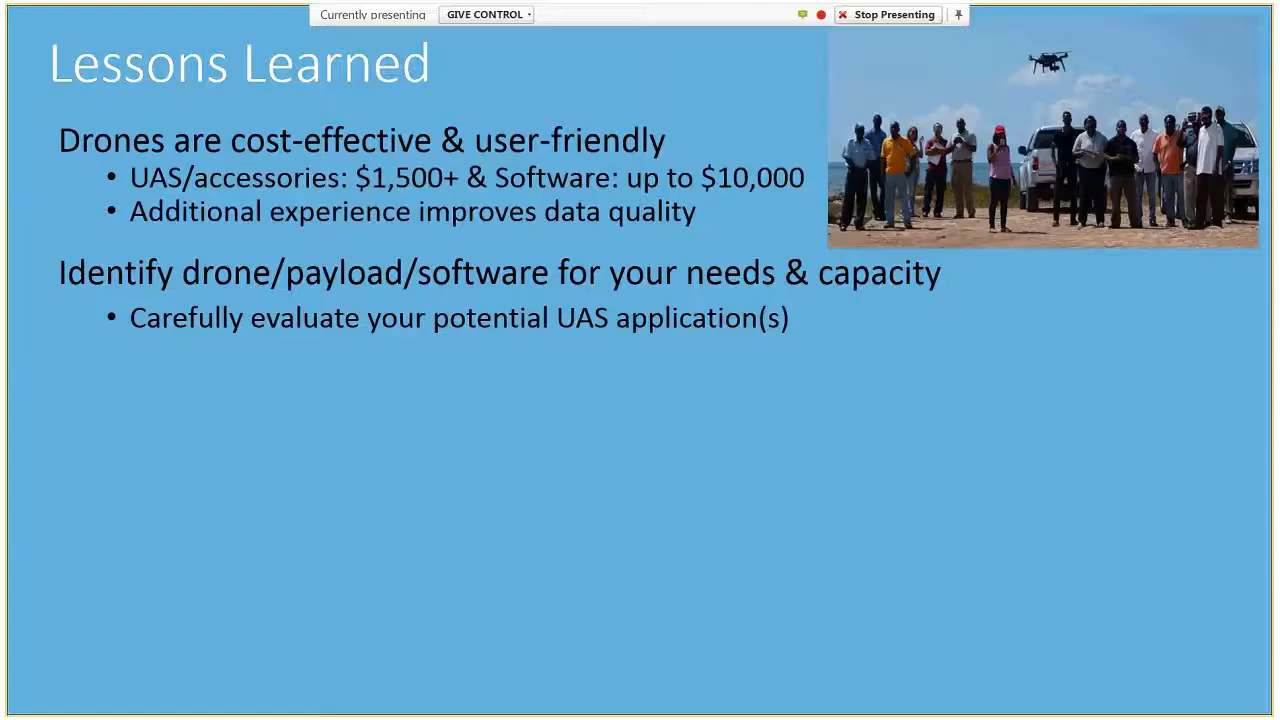 Currently presenting GIVE CONTROL Stop Presenting
Lessons Learned
Drones are cost-effective & user-friendly
• UAS/accessories: $1,500+ & Software: up to $10,000
• Additional experience improves data quality
Identify drone/payload/software for your needs & capacity
• Carefully evaluate your potential UAS application(s)